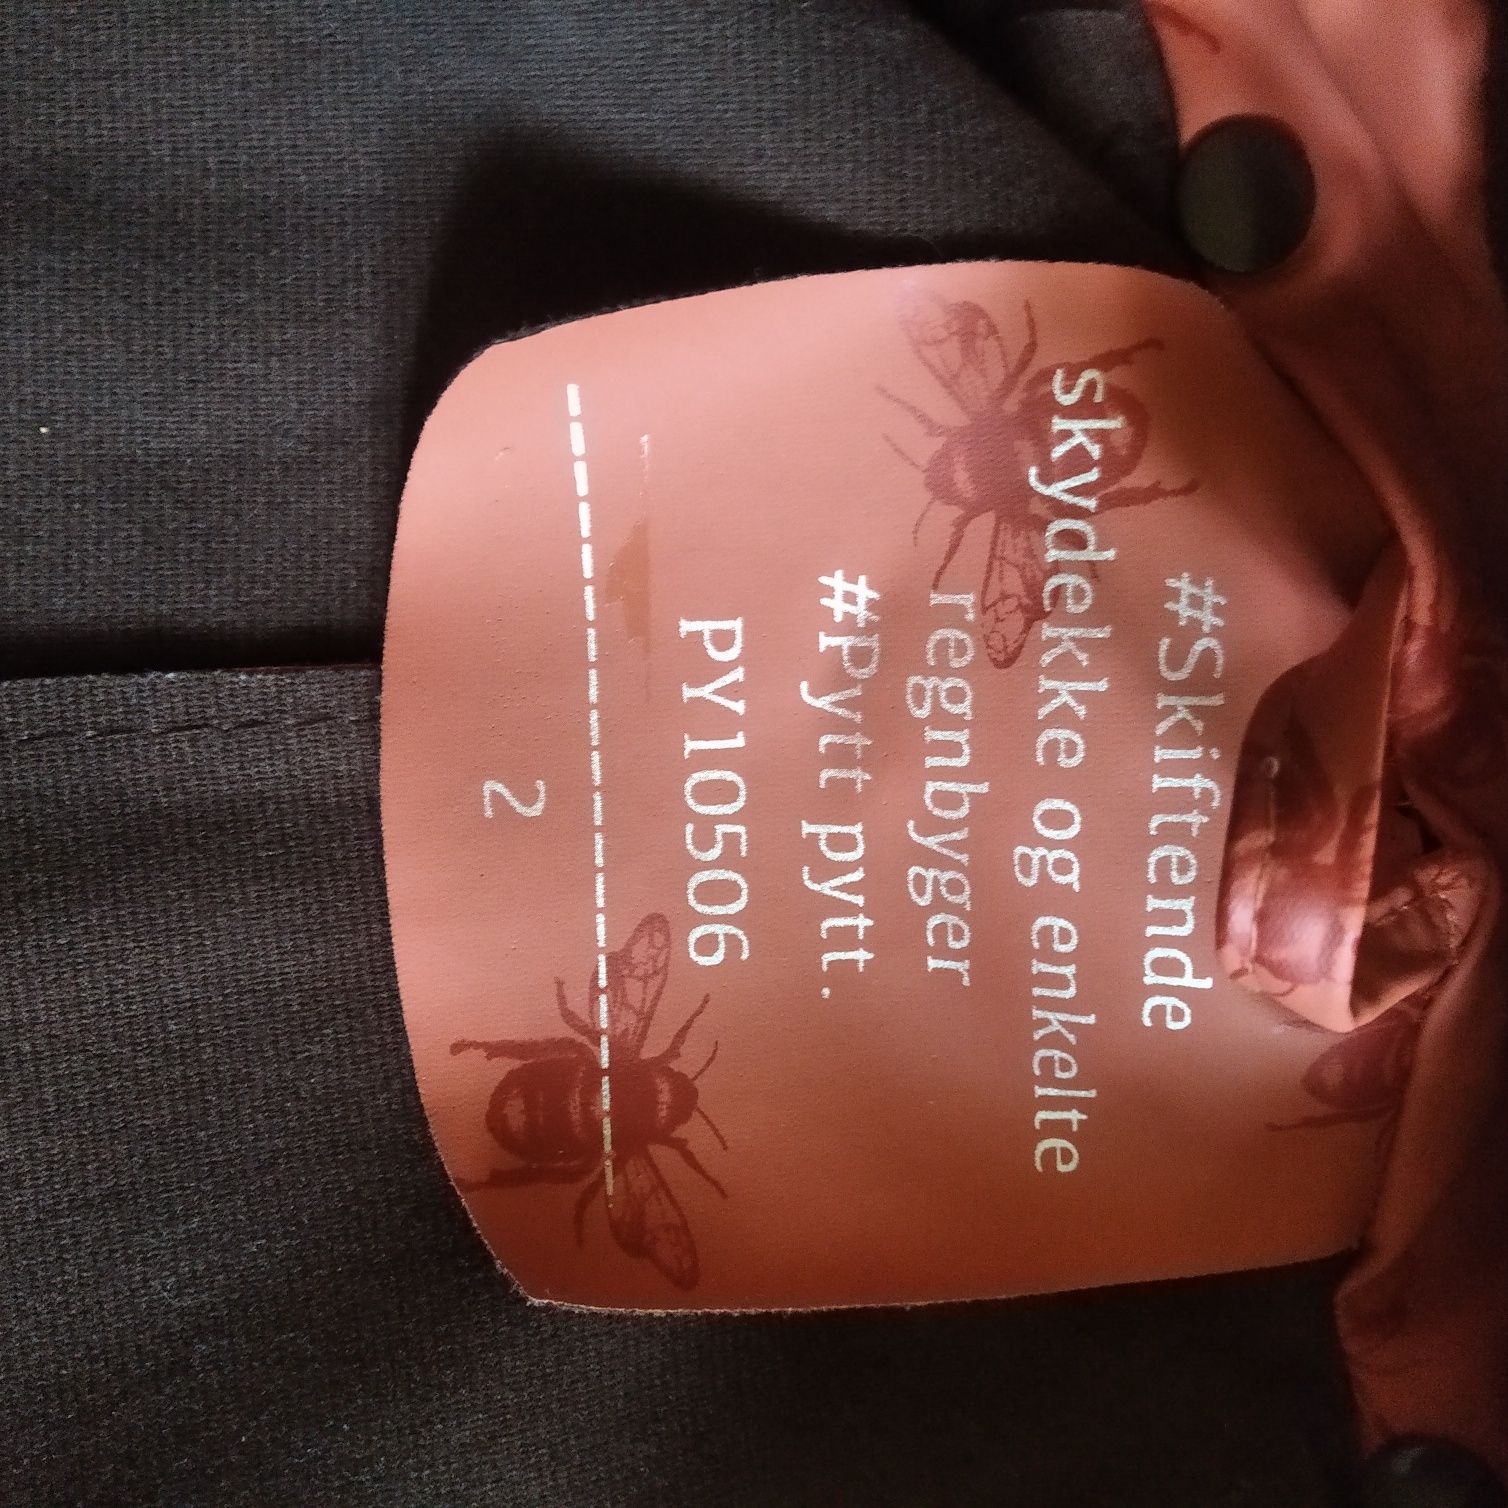 #Skiftende
skydekke og enkelte
regnbyger
#Pytt pytt.
PY10506
2